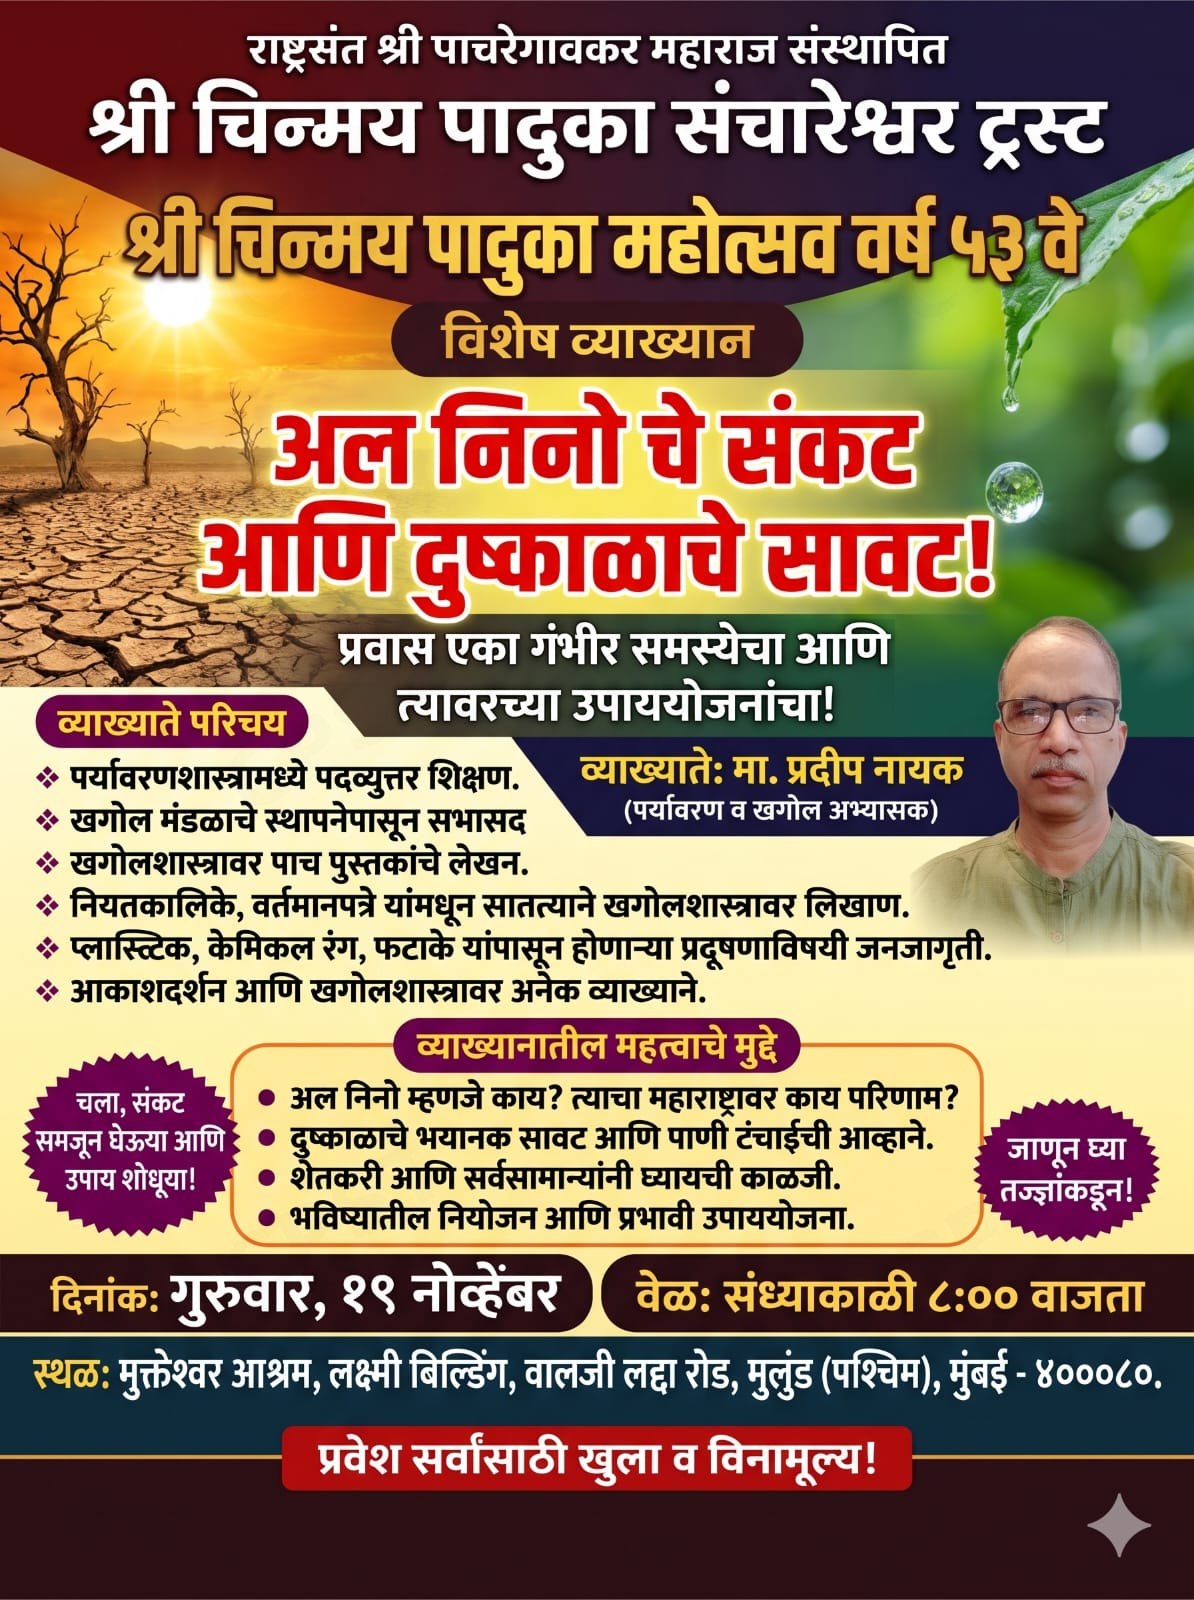 राष्ट्रसंत श्री पाचरेगावकर महाराज संस्थापित
श्री चिन्मय पादुका संचारेश्वर ट्रस्ट
श्री चिन्मय पादुका महोत्सव वर्ष ५३ वे
विशेष व्याख्यान
अल निनो चे संकट
आणि दुष्काळाचे सावट!
प्रवास एका गंभीर समस्येचा आणि
त्यावरच्या उपाययोजनांचा!
व्याख्याते: मा. प्रदीप नायक
(पर्यावरण व खगोल अभ्यासक)
व्याख्याते परिचय
❖ पर्यावरणशास्त्रामध्ये पदव्युत्तर शिक्षण.
❖ खगोल मंडळाचे स्थापनेपासून सभासद
❖ खगोलशास्त्रावर पाच पुस्तकांचे लेखन.
❖ नियतकालिके, वर्तमानपत्रे यांमधून सातत्याने खगोलशास्त्रावर लिखाण.
❖ प्लास्टिक, केमिकल रंग, फटाके यांपासून होणाऱ्या प्रदूषणाविषयी जनजागृती.
❖ आकाशदर्शन आणि खगोलशास्त्रावर अनेक व्याख्याने.
व्याख्यानातील महत्वाचे मुद्दे
• अल निनो म्हणजे काय? त्याचा महाराष्ट्रावर काय परिणाम?
• दुष्काळाचे भयानक सावट आणि पाणी टंचाईची आव्हाने.
• शेतकरी आणि सर्वसामान्यांनी घ्यायची काळजी.
• भविष्यातील नियोजन आणि प्रभावी उपाययोजना.
चला, संकट
समजून घेऊया आणि
उपाय शोधूया!
जाणून घ्या
तज्ज्ञांकडून!
दिनांक: गुरुवार, १९ नोव्हेंबर
वेळ: संध्याकाळी ८:०० वाजता
स्थळ: मुक्तेश्वर आश्रम, लक्ष्मी बिल्डिंग, वालजी लद्दा रोड, मुलुंड (पश्चिम), मुंबई - ४०००८०.
प्रवेश सर्वांसाठी खुला व विनामूल्य!